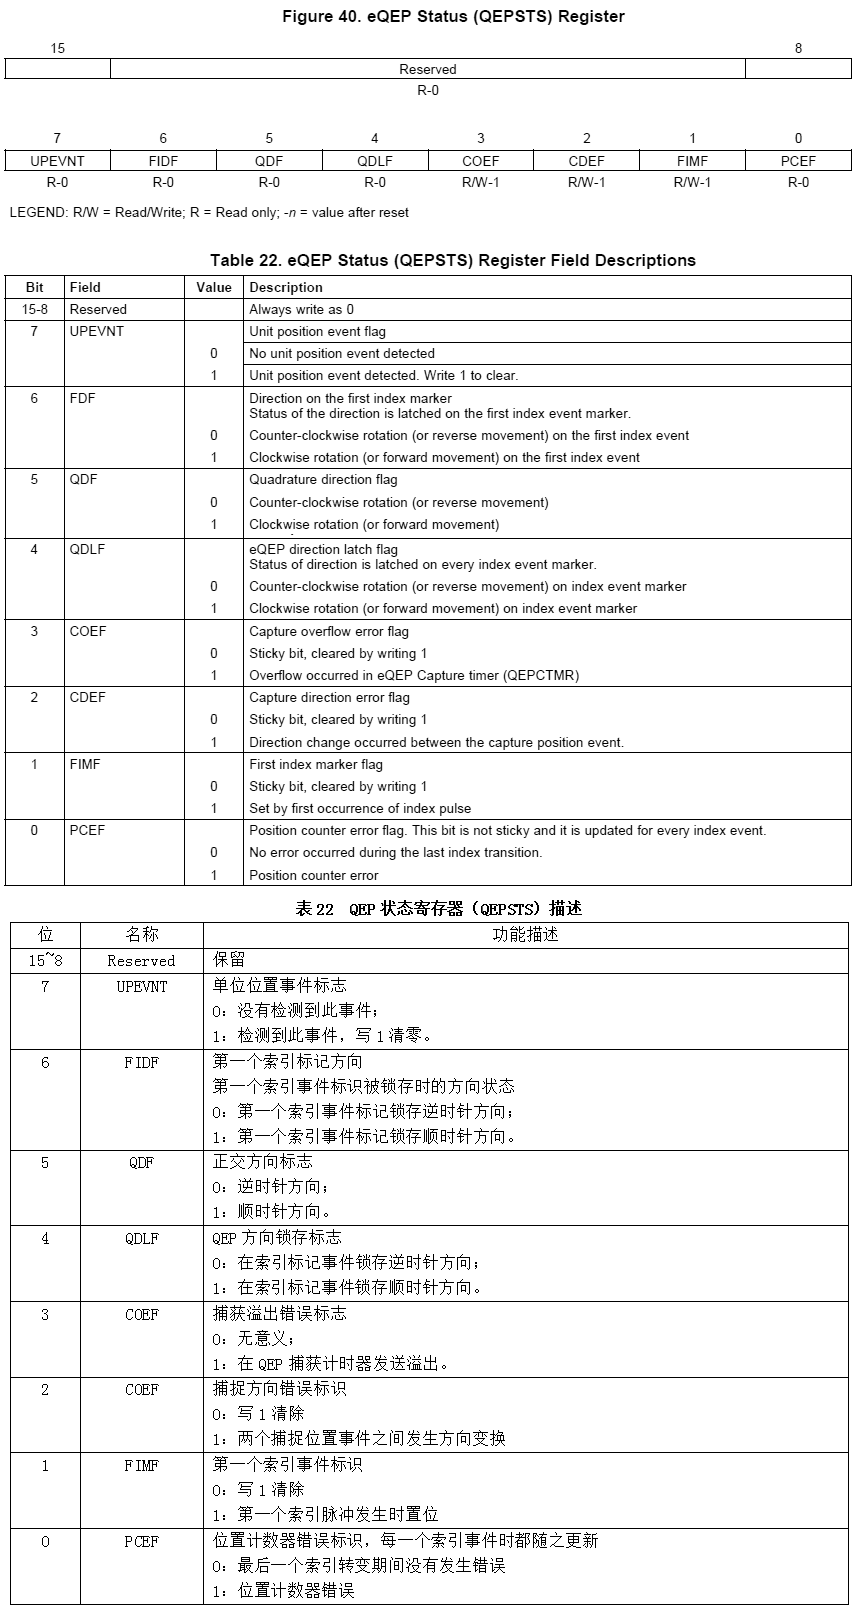 Figure 40. eQEP Status (QEPSTS) Register
15 8
Reserved
R-0
7 6 5 4 3 2 1 0
UPEVNT FIDF QDF QDLF COEF CDEF FIMF PCEF
R-0 R-0 R-0 R-0 R/W-1 R/W-1 R/W-1 R-0
LEGEND: R/W = Read/Write; R = Read only; -n = value after reset
Table 22. eQEP Status (QEPSTS) Register Field Descriptions
Bit Field Value Description
15-8 Reserved Always write as 0
7 UPEVNT Unit position event flag
0 No unit position event detected
1 Unit position event detected. Write 1 to clear.
6 FDF Direction on the first index marker
Status of the direction is latched on the first index event marker.
0 Counter-clockwise rotation (or reverse movement) on the first index event
1 Clockwise rotation (or forward movement) on the first index event
5 QDF Quadrature direction flag
0 Counter-clockwise rotation (or reverse movement)
1 Clockwise rotation (or forward movement)
4 QDLF eQEP direction latch flag
Status of direction is latched on every index event marker.
0 Counter-clockwise rotation (or reverse movement) on index event marker
1 Clockwise rotation (or forward movement) on index event marker
3 COEF Capture overflow error flag
0 Sticky bit, cleared by writing 1
1 Overflow occurred in eQEP Capture timer (QEPCTMR)
2 CDEF Capture direction error flag
0 Sticky bit, cleared by writing 1
1 Direction change occurred between the capture position event.
1 FIMF First index marker flag
0 Sticky bit, cleared by writing 1
1 Set by first occurrence of index pulse
0 PCEF Position counter error flag. This bit is not sticky and it is updated for every index event.
0 No error occurred during the last index transition.
1 Position counter error
表 22 QEP 状态寄存器（QEPSTS）描述
位 名称 功能描述
15~8 Reserved 保留
7 UPEVNT 单位位置事件标志
0：没有检测到此事件；
1：检测到此事件，写 1 清零。
6 FIDF 第一个索引标记方向
第一个索引事件标识被锁存时的方向状态
0：第一个索引事件标记锁存逆时针方向；
1：第一个索引事件标记锁存顺时针方向。
5 QDF 正交方向标志
0：逆时针方向；
1：顺时针方向。
4 QDLF QEP 方向锁存标志
0：在索引标记事件锁存逆时针方向；
1：在索引标记事件锁存顺时针方向。
3 COEF 捕获溢出错误标志
0：无意义；
1：在 QEP 捕获计时器发送溢出。
2 COEF 捕捉方向错误标识
0：写 1 清除
1：两个捕捉位置事件之间发生方向变换
1 FIMF 第一个索引事件标识
0：写 1 清除
1：第一个索引脉冲发生时置位
0 PCEF 位置计数器错误标识，每一个索引事件时都随之更新
0：最后一个索引转变期间没有发生错误
1：位置计数器错误